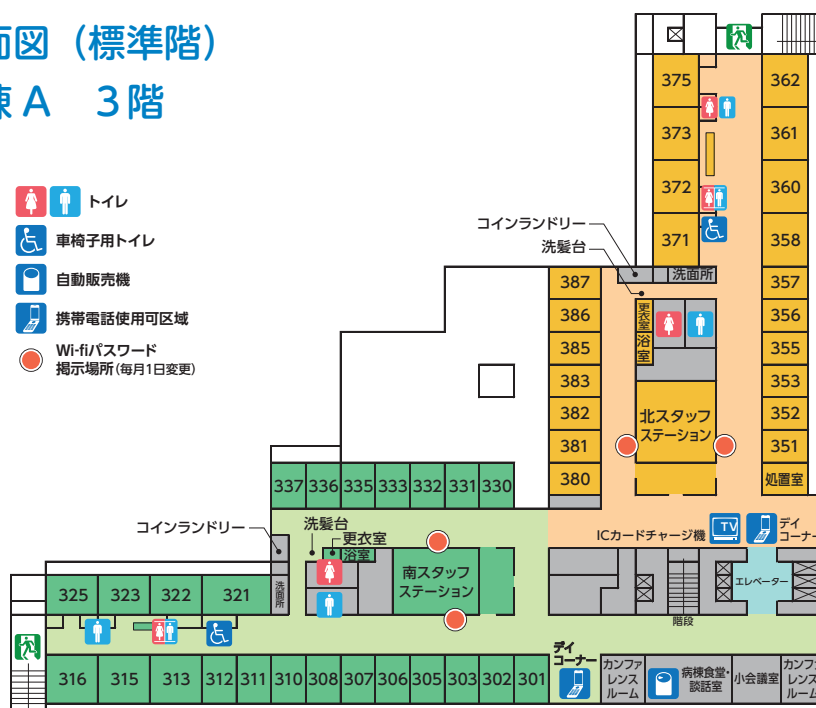 面図（標準階）
棟A　3階
トイレ
車椅子用トイレ
自動販売機
携帯電話使用可区域
Wi-fiパスワード
掲示場所(毎月1日変更)
375
362
373
361
372
360
371
358
コインランドリー
洗髪台
洗面所
387
357
386
更衣室
356
385
浴室
355
383
353
382
北スタッフ
ステーション
352
381
351
380
処置室
337 336 335 333 332 331 330
コインランドリー
洗髪台
更衣室
浴室
ICカードチャージ機
TV
デイ
コーナー
南スタッフ
ステーション
エレベーター
階段
325 323 322 321
洗面所
デイ
コーナー
316 315 313 312 311 310 308 307 306 305 303 302 301
カンファ
レンス
ルーム
病棟食堂・
談話室
小会議室
カンファ
レンス
ルーム